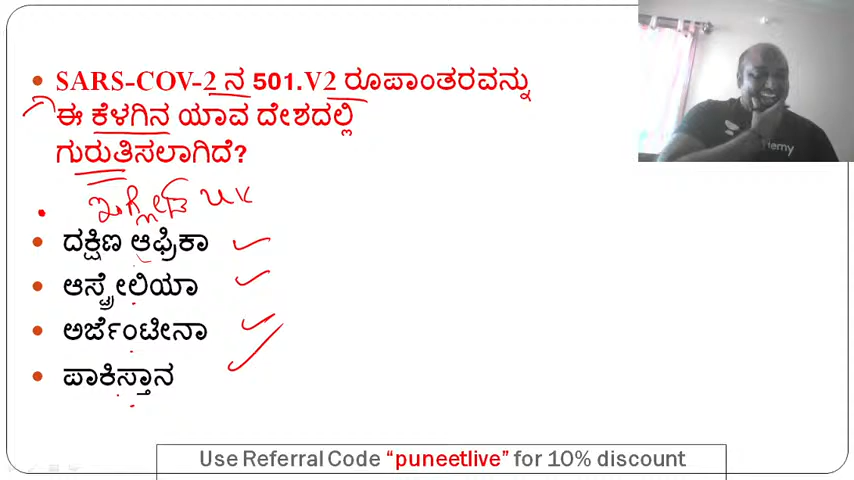 SARS-COV-2 ನ 501.V2 ರೂಪಾಂತರವನ್ನು
ಈ ಕೆಳಗಿನ ಯಾವ ದೇಶದಲ್ಲಿ
ಗುರುತಿಸಲಾಗಿದೆ?
UK
ದಕ್ಷಿಣ ಆಫ್ರಿಕಾ
ಆಸ್ಟ್ರೇಲಿಯಾ
ಅರ್ಜೆಂಟೀನಾ
ಪಾಕಿಸ್ತಾನ
Use Referral Code “puneetlive” for 10% discount